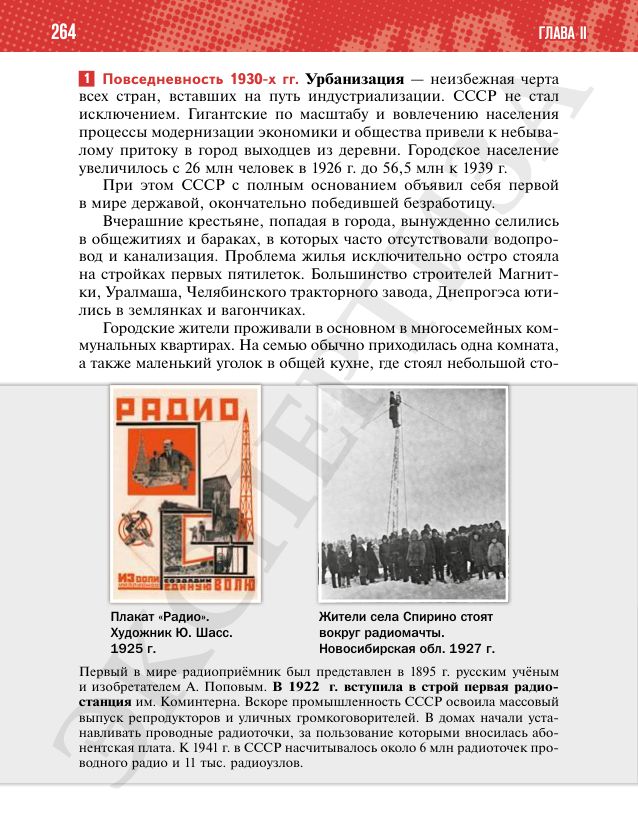 264
ГЛАВА II
1 Повседневность 1930-х гг. Урбанизация — неизбежная черта
всех стран, вставших на путь индустриализации. СССР не стал
исключением. Гигантские по масштабу и вовлечению населения
процессы модернизации экономики и общества привели к небыва-
лому притоку в город выходцев из деревни. Городское население
увеличилось с 26 млн человек в 1926 г. до 56,5 млн к 1939 г.
При этом СССР с полным основанием объявил себя первой
в мире державой, окончательно победившей безработицу.
Вчерашние крестьяне, попадая в города, вынужденно селились
в общежитиях и бараках, в которых часто отсутствовали водопро-
вод и канализация. Проблема жилья исключительно остро стояла
на стройках первых пятилеток. Большинство строителей Магнит-
ки, Уралмаша, Челябинского тракторного завода, Днепрогэса юти-
лись в землянках и вагончиках.
Городские жители проживали в основном в многосемейных ком-
мунальных квартирах. На семью обычно приходилась одна комната,
а также маленький уголок в общей кухне, где стоял небольшой сто-
РАДИО
ИЗ ВОЛИ
СОЗДАДИМ
ЕДИНУЮ ВОЛЮ
Плакат «Радио».
Художник Ю. Шасс.
1925 г.
Жители села Спирино стоят
вокруг радиомачты.
Новосибирская обл. 1927 г.
Первый в мире радиоприёмник был представлен в 1895 г. русским учёным
и изобретателем А. Поповым. В 1922 г. вступила в строй первая радио-
станция им. Коминтерна. Вскоре промышленность СССР освоила массовый
выпуск репродукторов и уличных громкоговорителей. В домах начали уста-
навливать проводные радиоточки, за пользование которыми вносилась або-
нентская плата. К 1941 г. в СССР насчитывалось около 6 млн радиоточек про-
водного радио и 11 тыс. радиоузлов.
ЭКСПЕРТИЗА